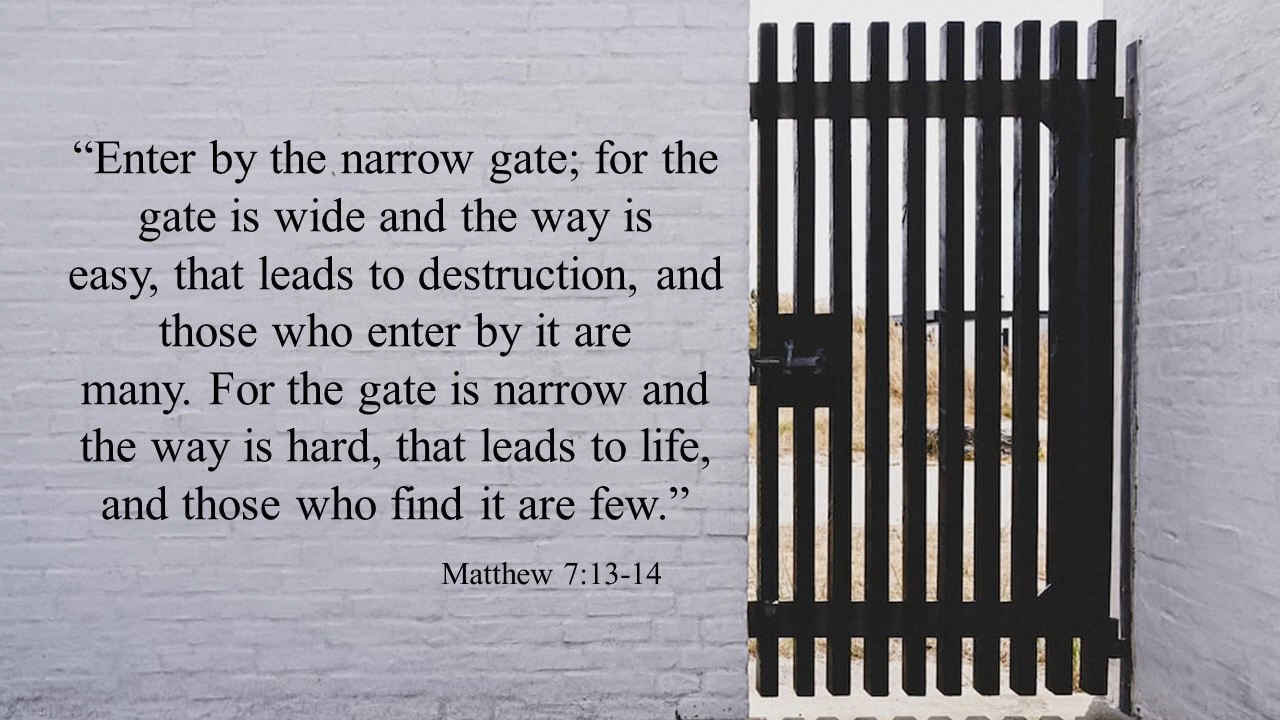 “Enter by the narrow gate; for the
gate is wide and the way is
easy, that leads to destruction, and
those who enter by it are
many. For the gate is narrow and
the way is hard, that leads to life,
and those who find it are few.”
Matthew 7:13-14